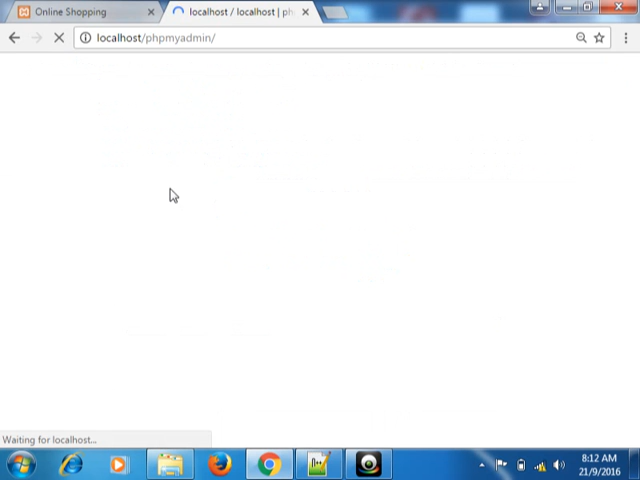 Online Shopping
localhost / localhost | ph
localhost/phpmyadmin/
Waiting for localhost...
8:12 AM
21/9/2016